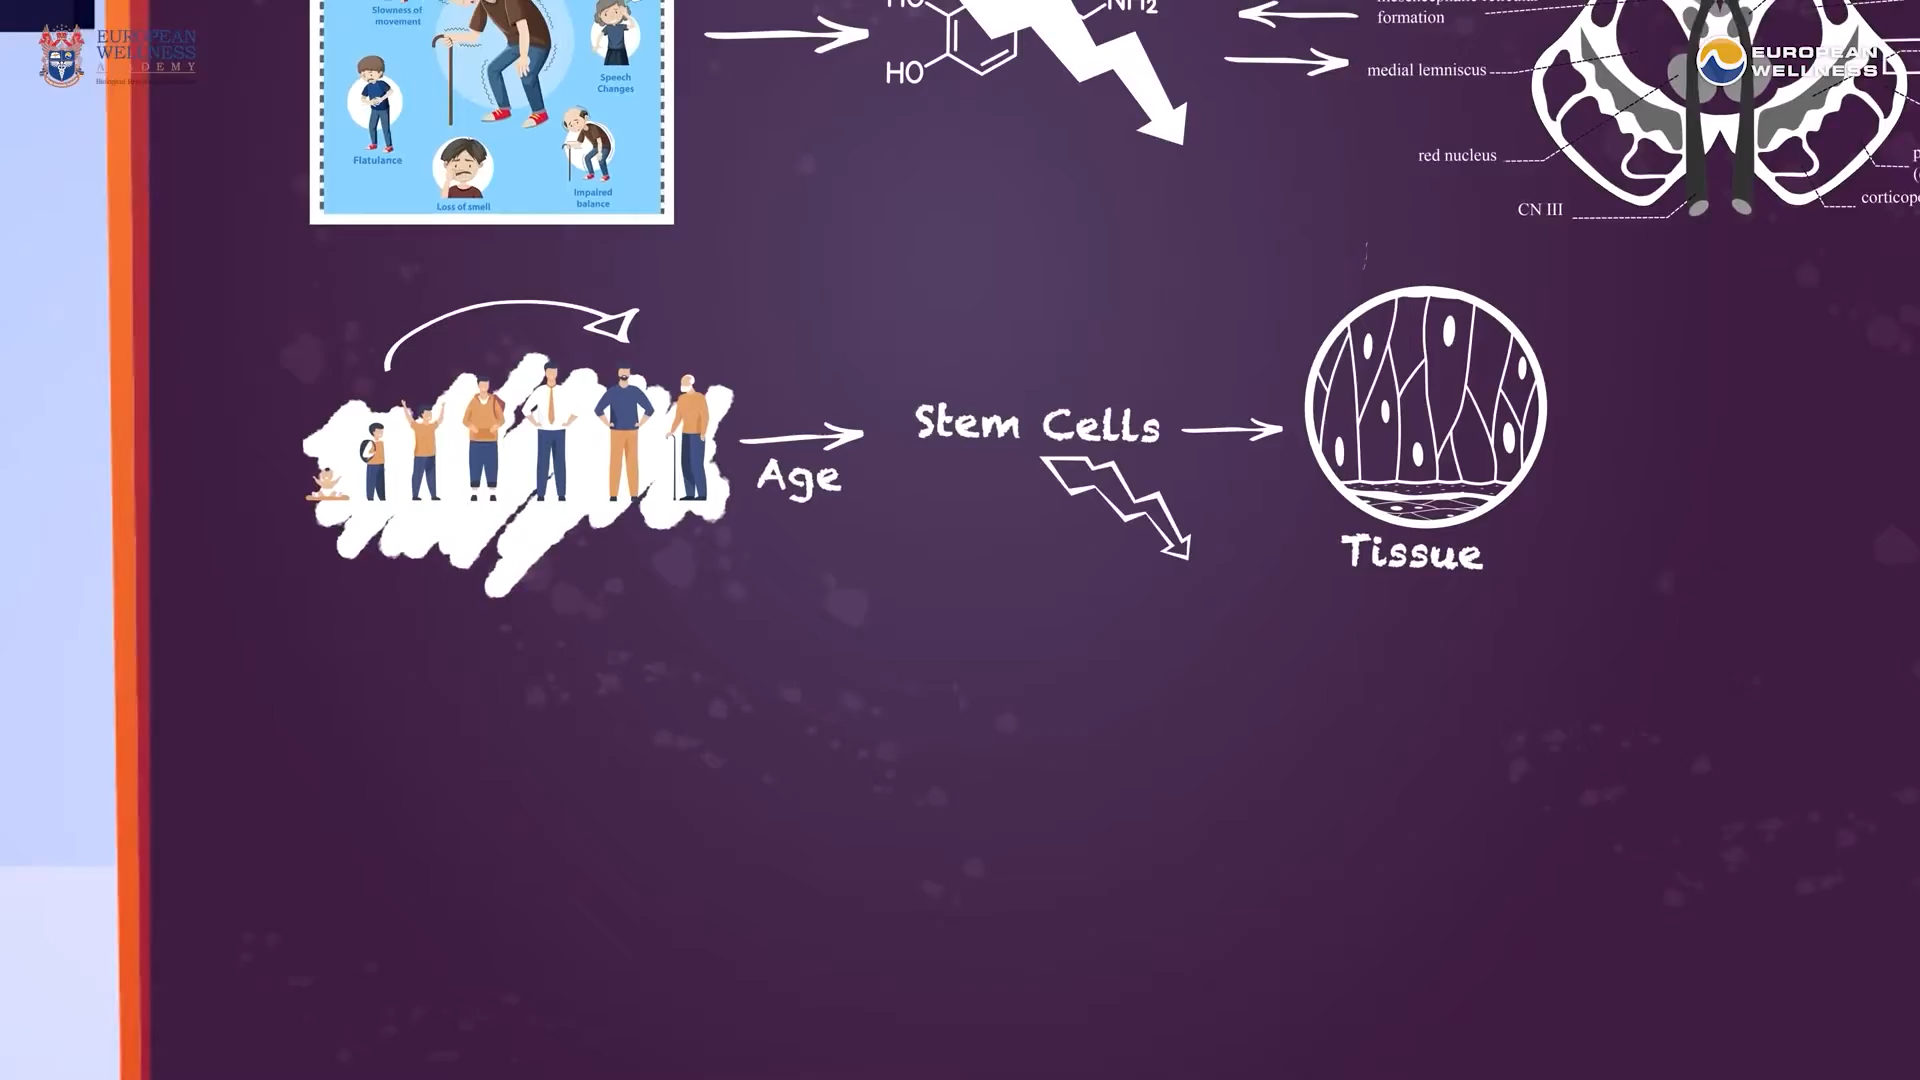 EUROPEAN
WELLNESS
ACADEMY
EUROPEAN
WELLNESS
Slowness of
movement
Speech
Changes
Flatulance
Loss of smell
Impaired
balance
HO
NH2
HO
formation
medial lemniscus
red nucleus
CN III
Age
Stem Cells
Tissue